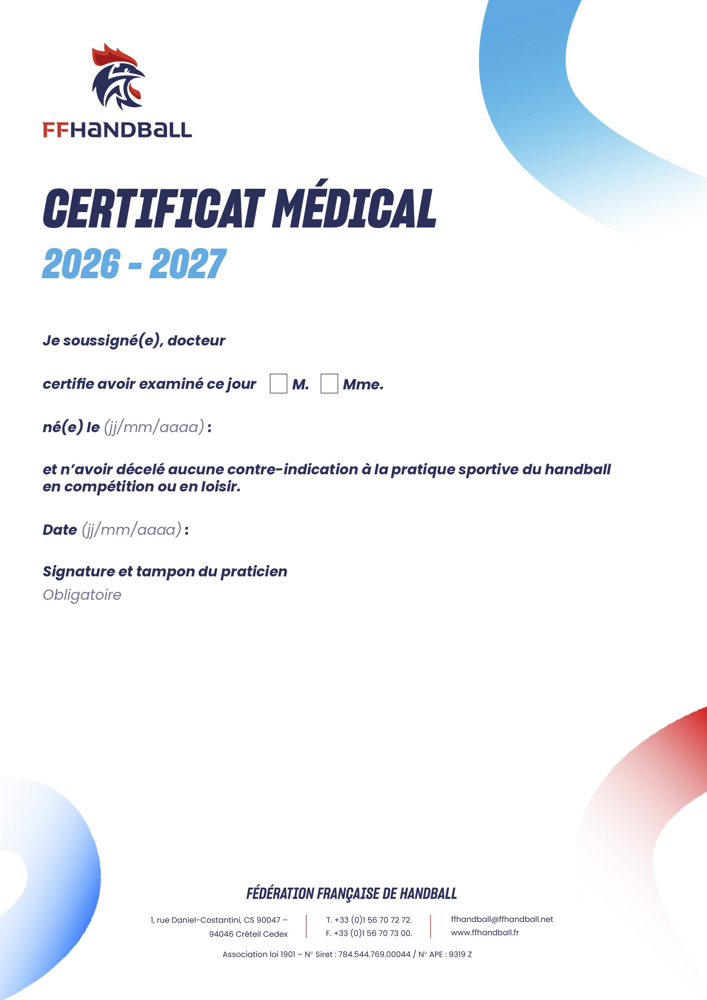 FFHANDBALL
CERTIFICAT MÉDICAL
2026 - 2027
Je soussigné(e), docteur
certifie avoir examiné ce jour M. Mme.
né(e) le (jj/mm/aaaa) :
et n’avoir décelé aucune contre-indication à la pratique sportive du handball
en compétition ou en loisir.
Date (jj/mm/aaaa) :
Signature et tampon du praticien
Obligatoire
FÉDÉRATION FRANÇAISE DE HANDBALL
1, rue Daniel-Costantini, CS 90047 –
94046 Créteil Cedex
T. +33 (0)1 56 70 72 72.
F. +33 (0)1 56 70 73 00.
ffhandball@ffhandball.net
www.ffhandball.fr
Association loi 1901 – N° Siret : 784.544.769.00044 / N° APE : 9319 Z